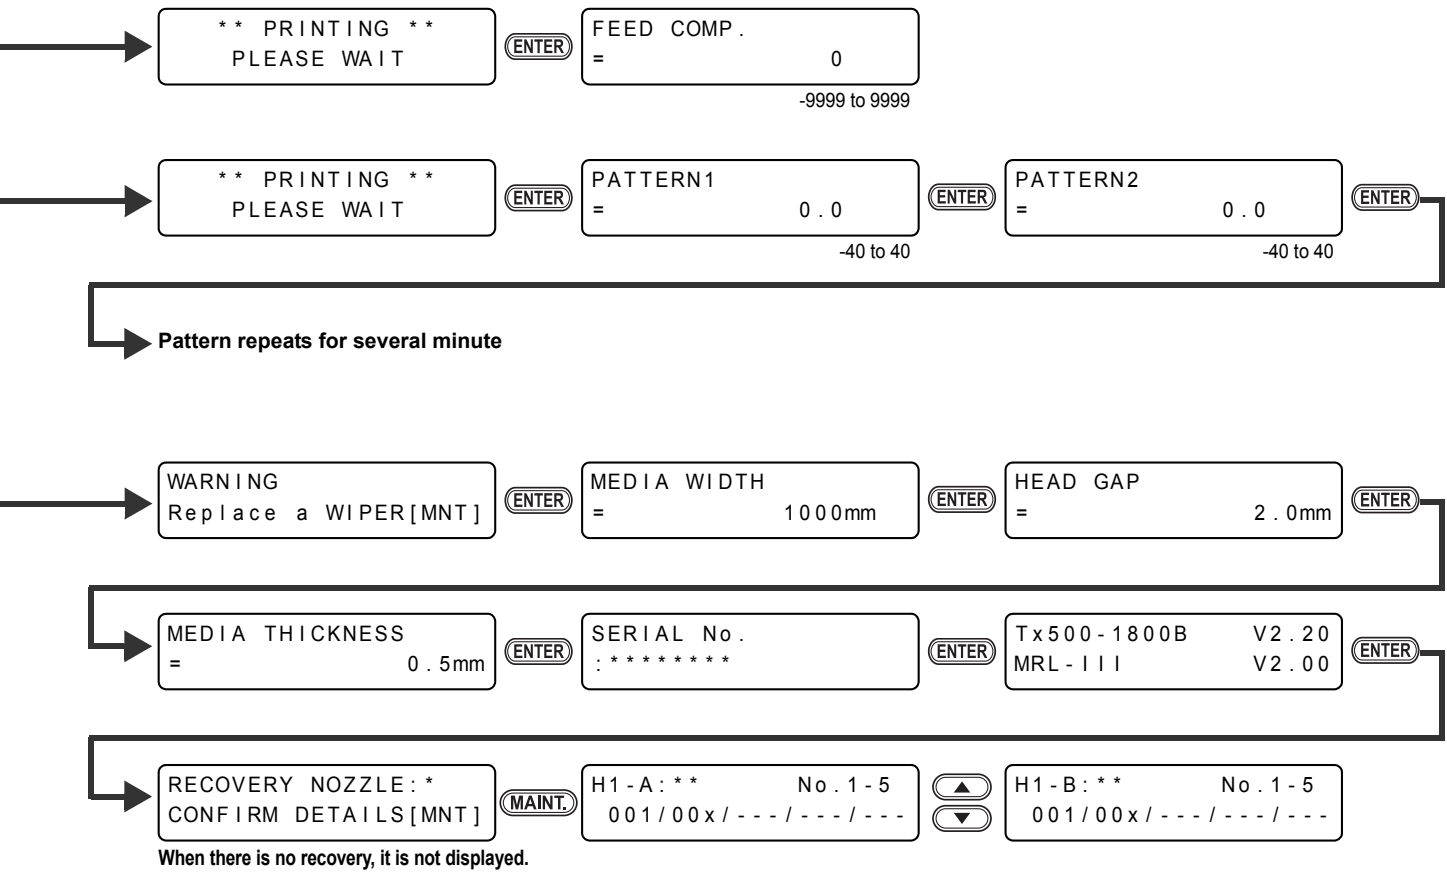 ** PRINTING **
PLEASE WAIT
ENTER
FEED COMP.
= 0
-9999 to 9999
** PRINTING **
PLEASE WAIT
ENTER
PATTERN1
= 0.0
-40 to 40
ENTER
PATTERN2
= 0.0
-40 to 40
ENTER
Pattern repeats for several minute
WARNING
Replace a WIPER[MNT]
ENTER
MEDIA WIDTH
= 1000mm
ENTER
HEAD GAP
= 2.0mm
ENTER
MEDIA THICKNESS
= 0.5mm
ENTER
SERIAL No.
:********
ENTER
Tx500-1800B V2.20
MRL-III V2.00
ENTER
RECOVERY NOZZLE:*
CONFIRM DETAILS[MNT]
When there is no recovery, it is not displayed.
MAINT.
H1-A:** No.1-5
001/00x/---/---/---
H1-B:** No.1-5
001/00x/---/---/---